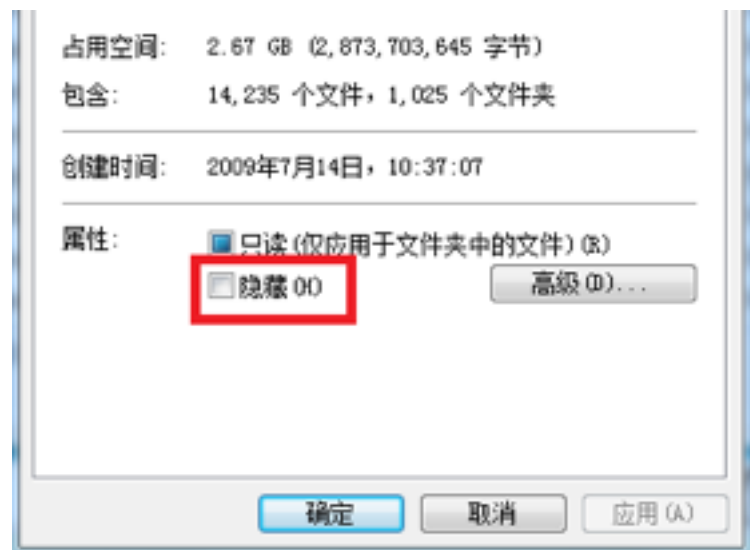 占用空间: 2.67 GB (2,873,703,645 字节)
包含: 14,235 个文件，1,025 个文件夹
创建时间: 2009年7月14日，10:37:07
属性: 只读(仅应用于文件夹中的文件)(R)
隐藏(H) 高级(D)...
确定 取消 应用(A)